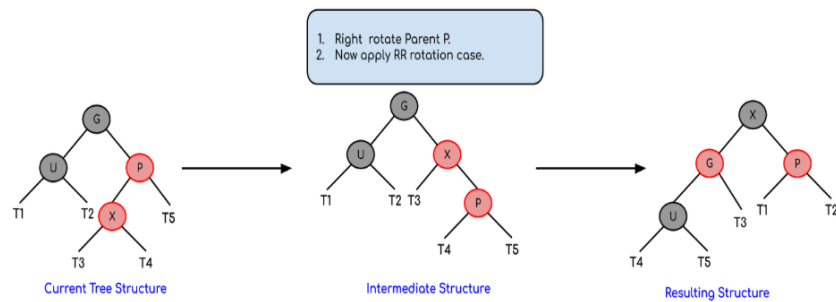 1. Right rotate Parent P.
2. Now apply RR rotation case.
G
U
P
T1
T2
X
T5
T3
T4
Current Tree Structure
G
U
X
T1
T2
T3
P
T4
T5
Intermediate Structure
X
G
P
U
T3
T1
T2
T4
T5
Resulting Structure